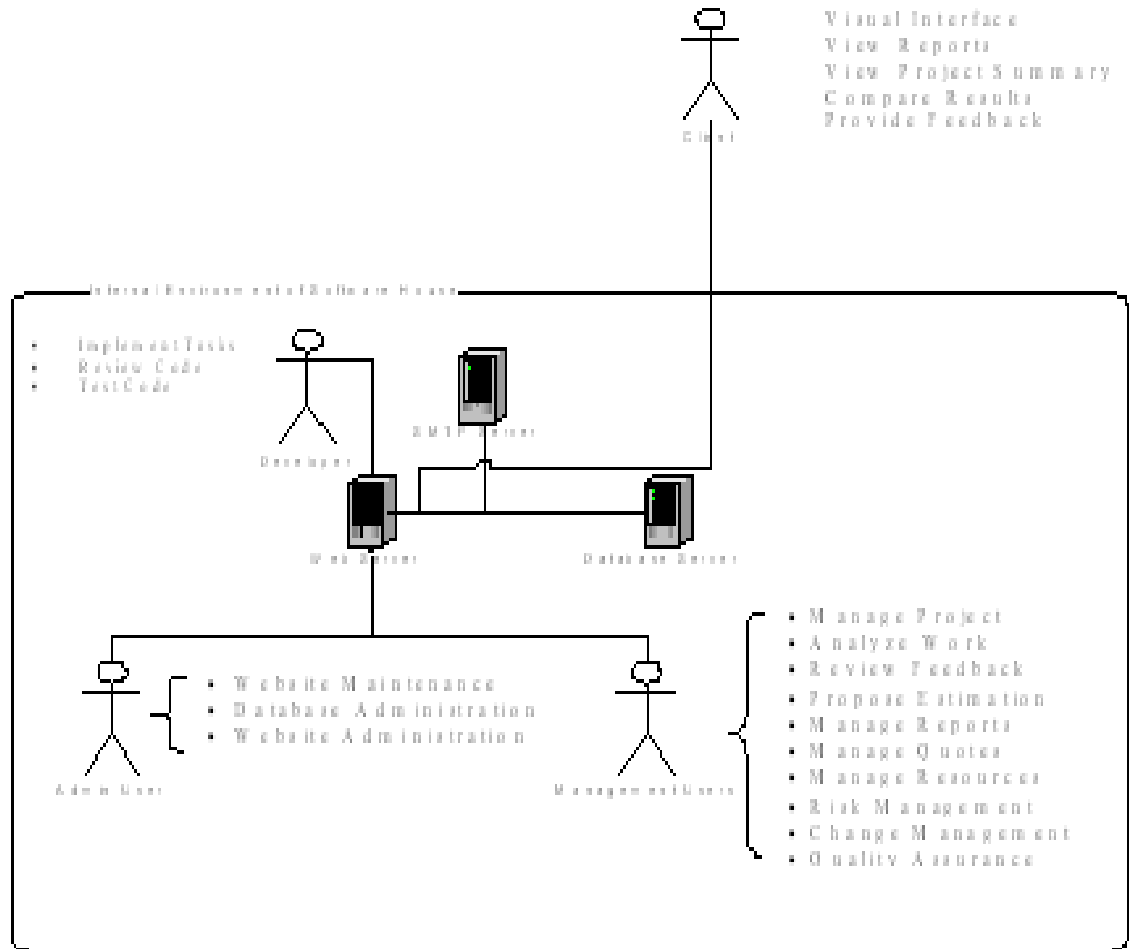 Visual Interface
View Reports
View Project Summary
Compare Results
Provide Feedback
Client
Internal Environment of Software House
Implement Tasks
Review Code
Test Code
SMTP Server
Developer
Web Server
Database Server
• Manage Project
• Analyze Work
• Review Feedback
• Propose Estimation
• Manage Reports
• Manage Quotes
• Manage Resources
• Risk Management
• Change Management
• Quality Assurance
• Website Maintenance
• Database Administration
• Website Administration
Admin User
Management Users